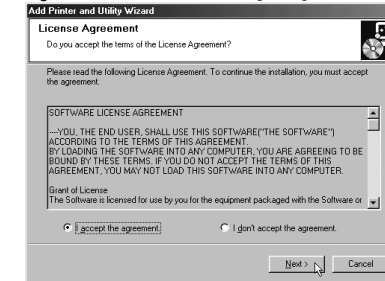 Add Printer and Utility Wizard
License Agreement
Do you accept the terms of the License Agreement?
Please read the following License Agreement. To continue the installation, you must accept
the agreement.
SOFTWARE LICENSE AGREEMENT
----YOU, THE END USER, SHALL USE THIS SOFTWARE("THE SOFTWARE")
ACCORDING TO THE TERMS OF THIS AGREEMENT.
BY LOADING THE SOFTWARE INTO ANY COMPUTER, YOU ARE AGREEING TO BE
BOUND BY THESE TERMS. IF YOU DO NOT ACCEPT THE TERMS OF THIS
AGREEMENT, YOU MAY NOT LOAD THIS SOFTWARE INTO ANY COMPUTER.
Grant of License
The Software is licensed for use by you for the equipment packaged with the Software or
I accept the agreement. I don't accept the agreement.
Next > Cancel